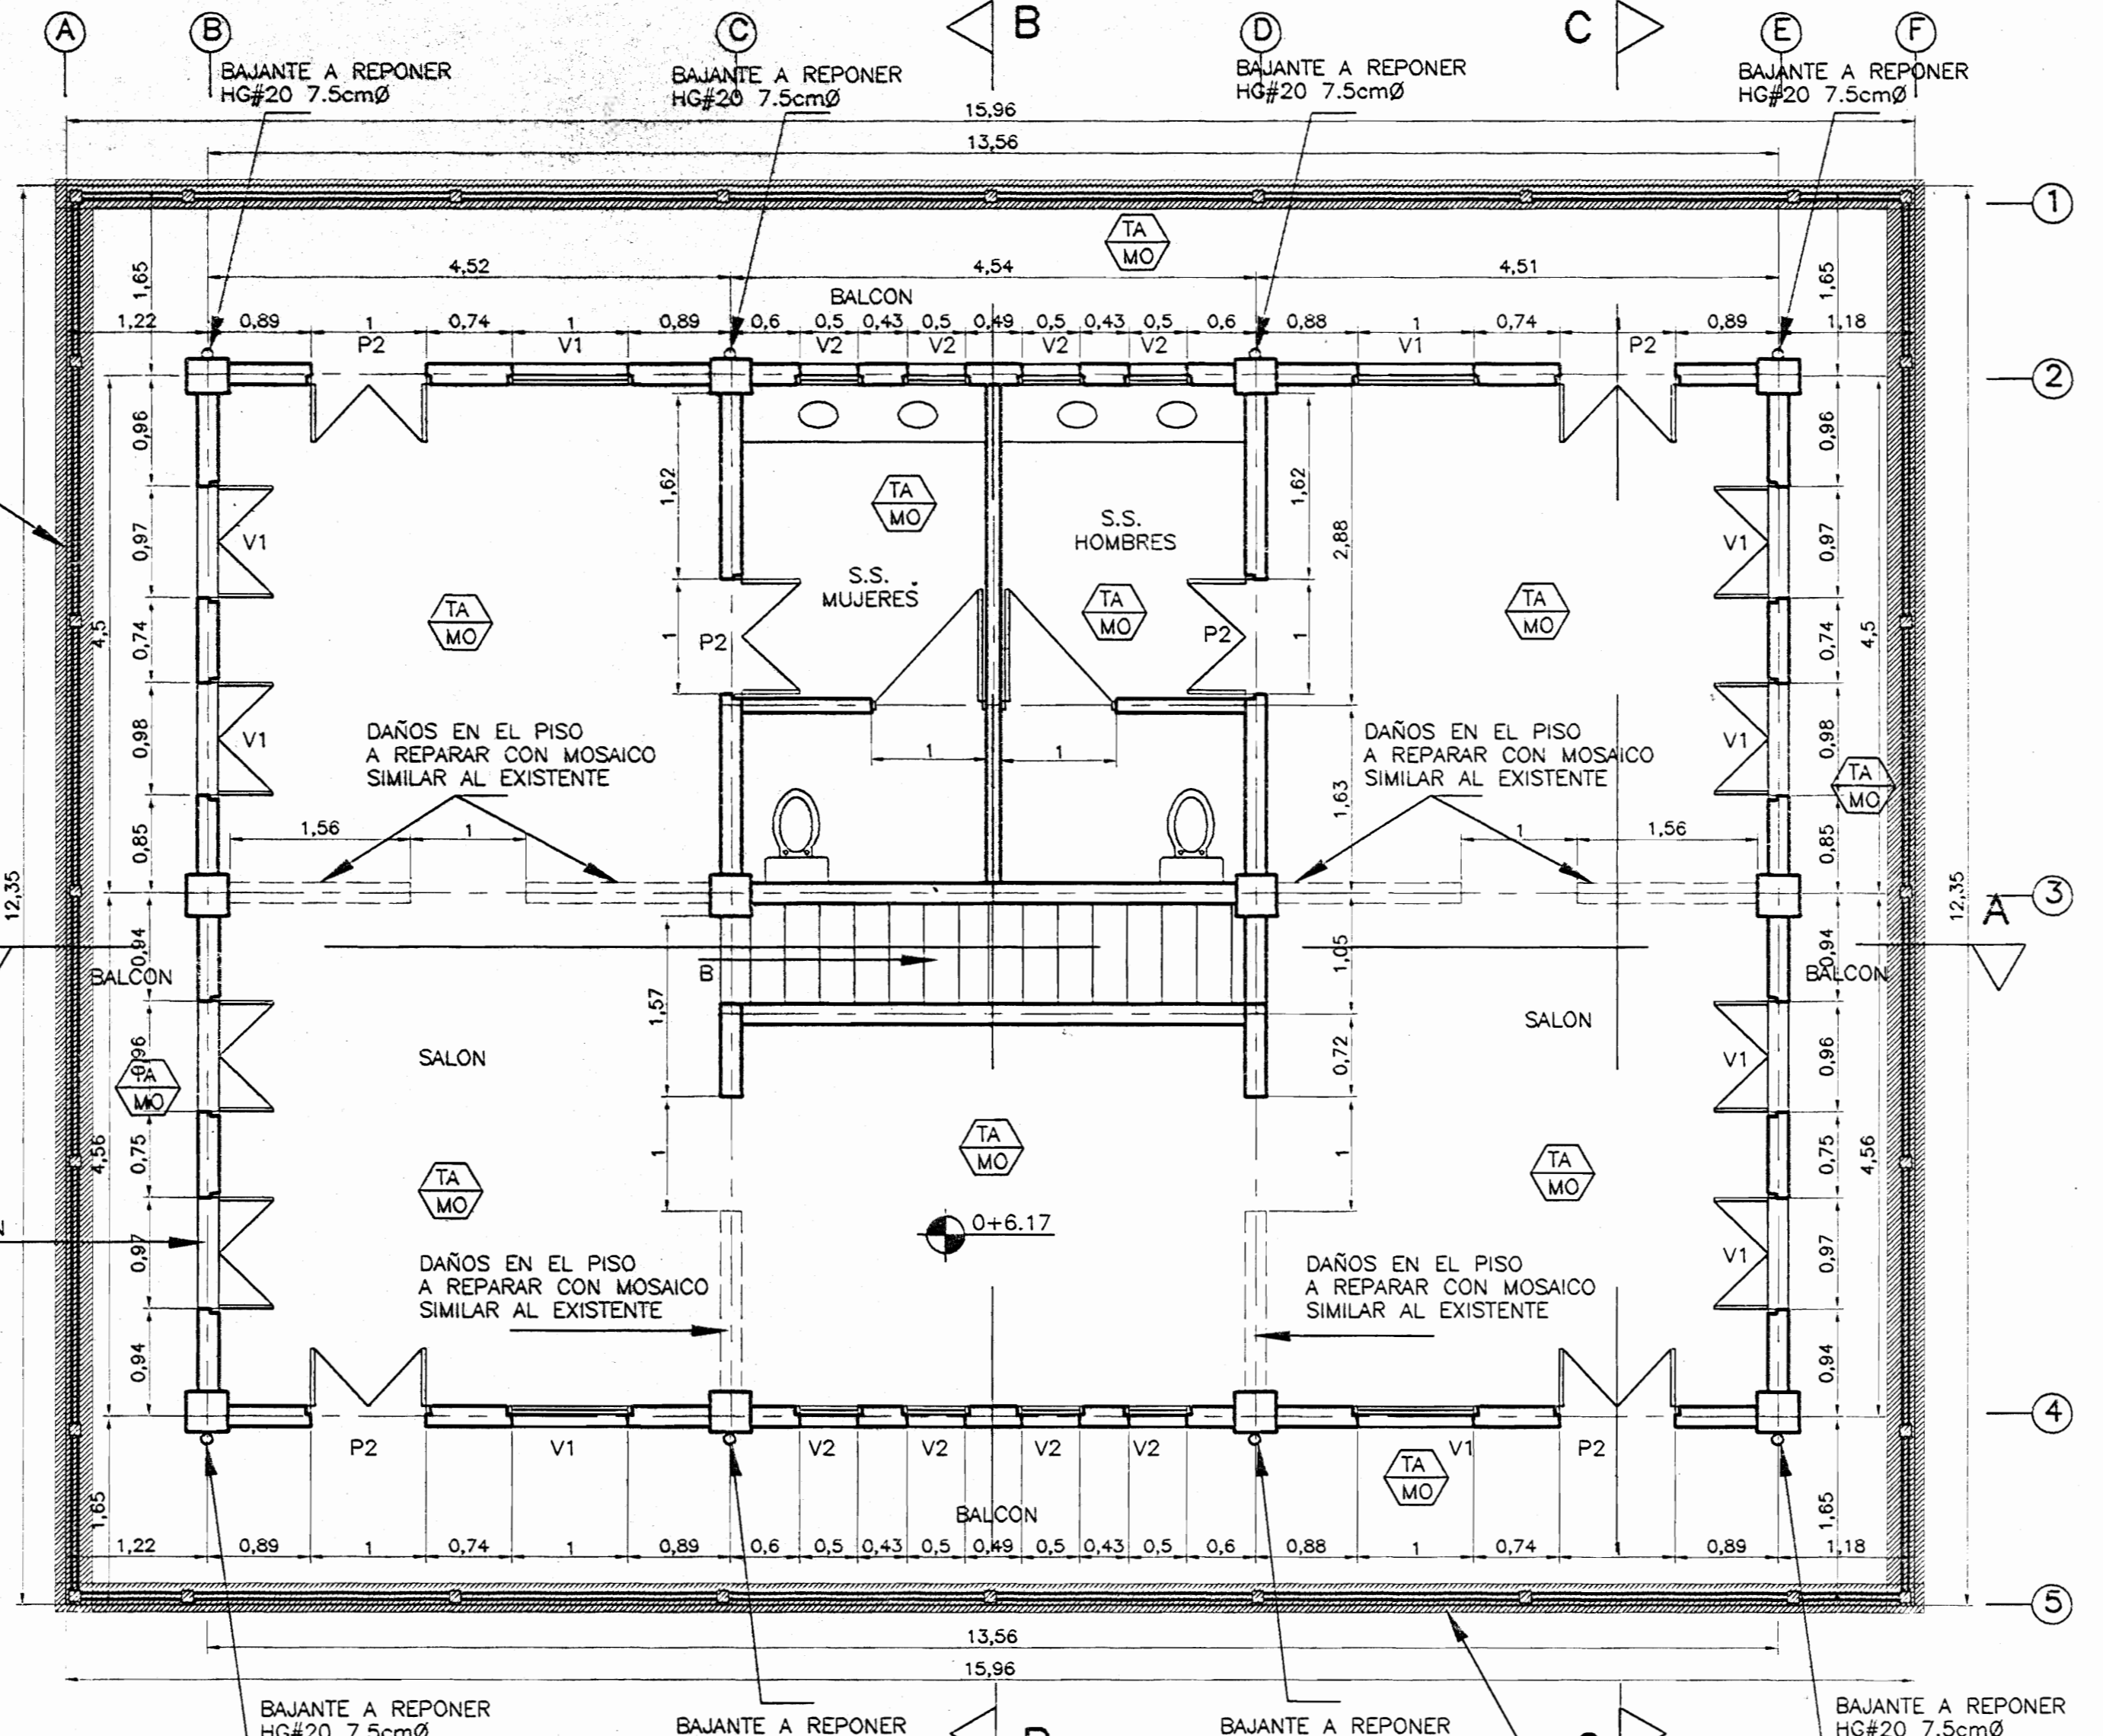 A
B
C
B
D
C
E
F
BAJANTE A REPONER
HG#20 7.5cmØ
BAJANTE A REPONER
HG#20 7.5cmØ
BAJANTE A REPONER
HG#20 7.5cmØ
BAJANTE A REPONER
HG#20 7.5cmØ
15,96
13,56
1
TA
MO
4,52
4,54
4,51
1,65
1,65
BALCON
1,22
0,89
1
0,74
1
0,89
0,6
0,5
0,43
0,5
0,49
0,5
0,43
0,5
0,6
0,88
1
0,74
1
0,89
1,18
P2
V1
V2
V2
V2
V2
V1
P2
2
0,96
0,96
1,62
1,62
TA
MO
S.S.
HOMBRES
2,88
0,97
V1
V1
0,97
S.S.
MUJERES
TA
MO
TA
MO
TA
MO
4,5
0,74
1
P2
P2
1
0,74
4,5
0,98
V1
V1
0,98
DAÑOS EN EL PISO
A REPARAR CON MOSAICO
SIMILAR AL EXISTENTE
1
1
DAÑOS EN EL PISO
A REPARAR CON MOSAICO
SIMILAR AL EXISTENTE
TA
MO
1,63
0,85
1,56
1
1
1,56
0,85
12,35
12,35
3
A
0,94
BALCON
B
1,05
0,94
BALCON
1,57
SALON
SALON
0,96
TA
MO
0,72
V1
0,96
TA
MO
4,56
0,75
1
1
0,75
4,56
TA
MO
TA
MO
0+6.17
0,97
V1
0,97
DAÑOS EN EL PISO
A REPARAR CON MOSAICO
SIMILAR AL EXISTENTE
DAÑOS EN EL PISO
A REPARAR CON MOSAICO
SIMILAR AL EXISTENTE
0,94
0,94
4
P2
V1
V2
V2
V2
V2
V1
P2
TA
MO
1,65
1,65
BALCON
1,22
0,89
1
0,74
1
0,89
0,6
0,5
0,43
0,5
0,49
0,5
0,43
0,5
0,6
0,88
1
0,74
1
0,89
1,18
5
13,56
15,96
BAJANTE A REPONER
HG#20 7.5cmØ
BAJANTE A REPONER
BAJANTE A REPONER
BAJANTE A REPONER
HG#20 7.5cmØ